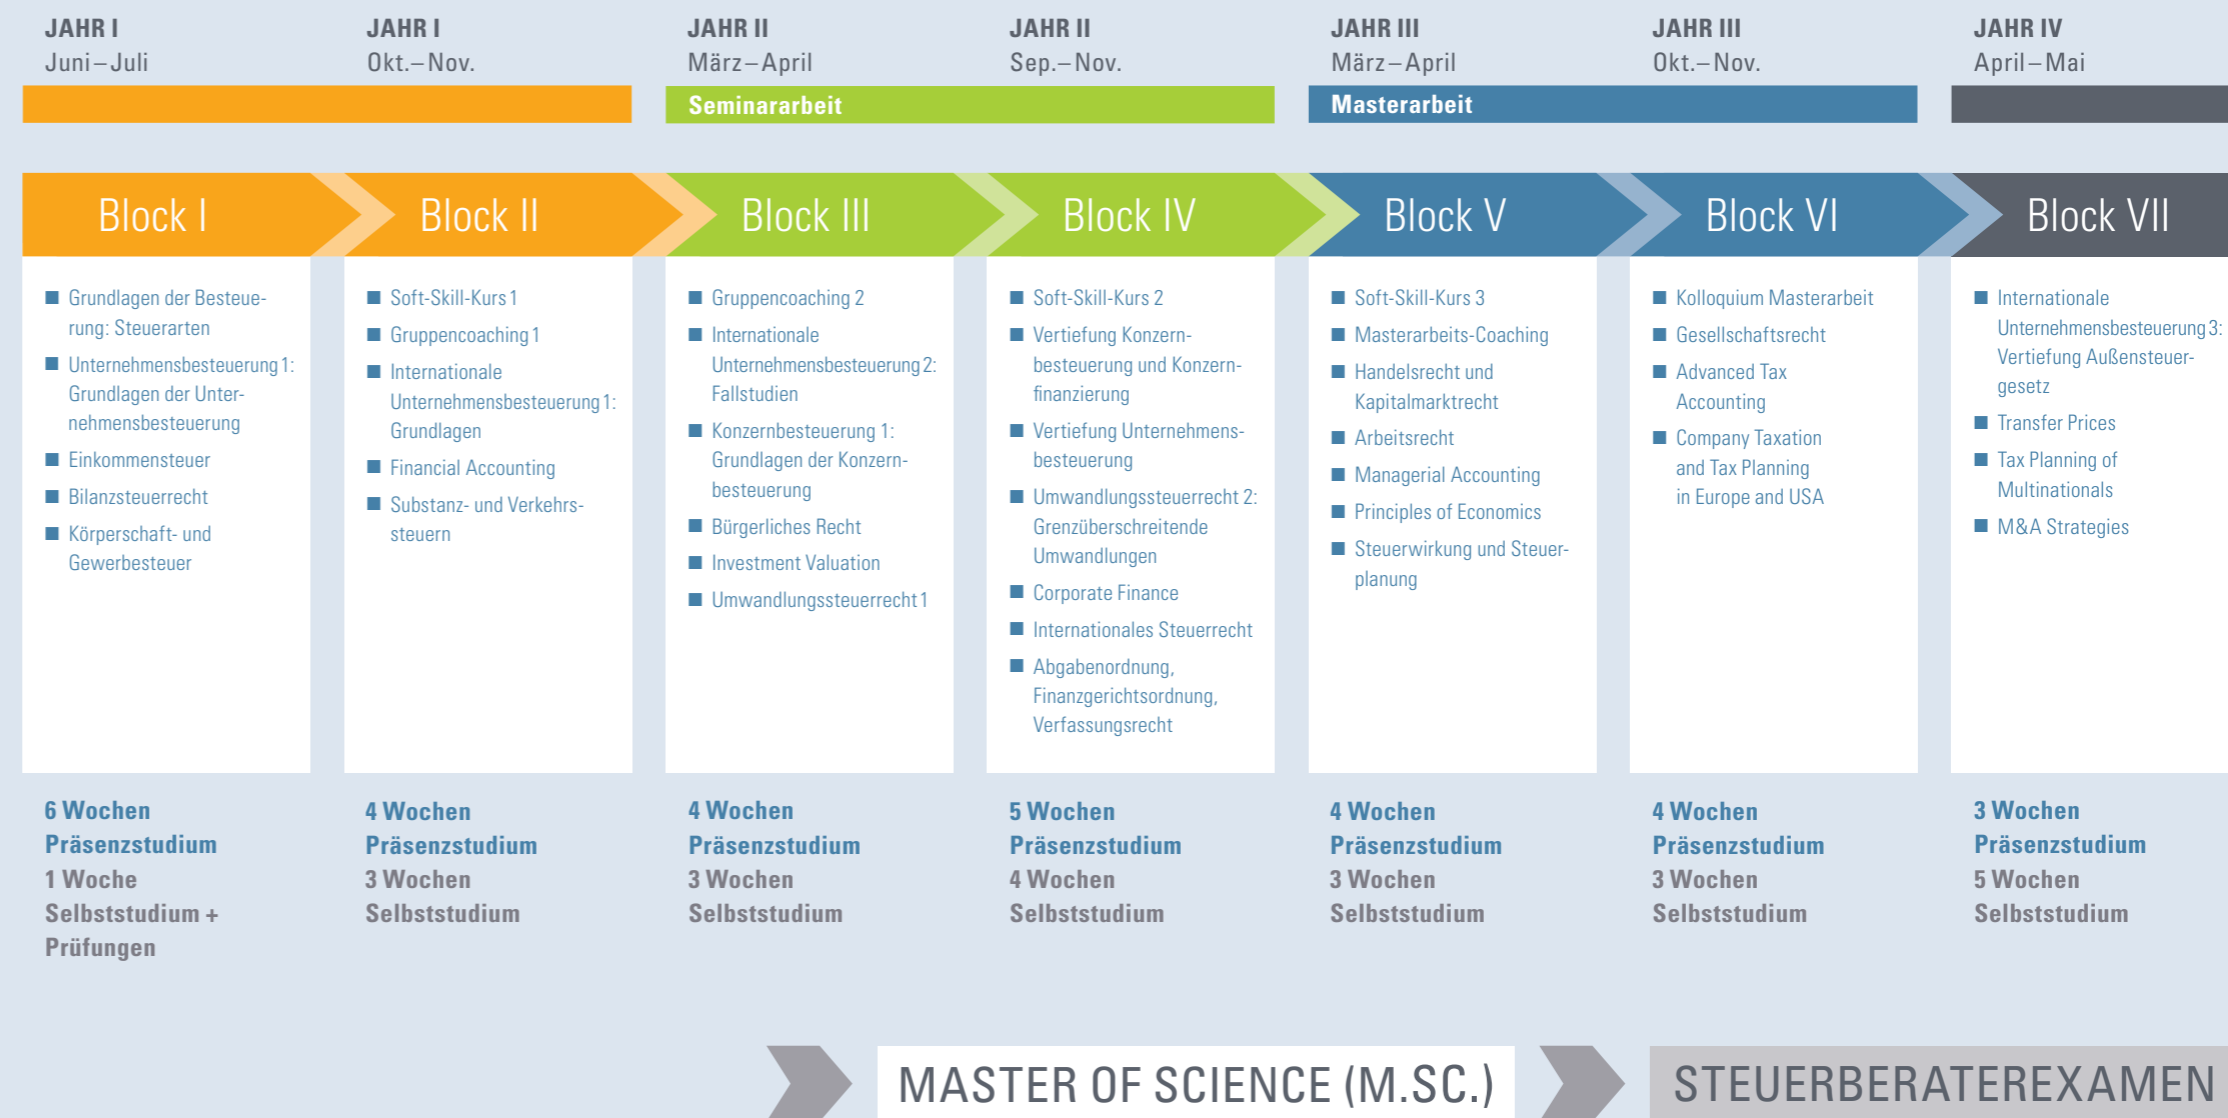 JAHR I
Juni–Juli
JAHR I
Okt.–Nov.
JAHR II
März–April
JAHR II
Sep.–Nov.
JAHR III
März–April
JAHR III
Okt.–Nov.
JAHR IV
April–Mai
Seminararbeit
Masterarbeit
Block I
Block II
Block III
Block IV
Block V
Block VI
Block VII
Grundlagen der Besteue-
rung: Steuerarten
Unternehmensbesteuerung 1:
Grundlagen der Unter-
nehmensbesteuerung
Einkommensteuer
Bilanzsteuerrecht
Körperschaft- und
Gewerbesteuer
Soft-Skill-Kurs 1
Gruppencoaching 1
Internationale
Unternehmensbesteuerung 1:
Grundlagen
Financial Accounting
Substanz- und Verkehrs-
steuern
Gruppencoaching 2
Internationale
Unternehmensbesteuerung 2:
Fallstudien
Konzernbesteuerung 1:
Grundlagen der Konzern-
besteuerung
Bürgerliches Recht
Investment Valuation
Umwandlungssteuerrecht 1
Soft-Skill-Kurs 2
Vertiefung Konzern-
besteuerung und Konzern-
finanzierung
Vertiefung Unternehmens-
besteuerung
Umwandlungssteuerrecht 2:
Grenzüberschreitende
Umwandlungen
Corporate Finance
Internationales Steuerrecht
Abgabenordnung,
Finanzgerichtsordnung,
Verfassungsrecht
Soft-Skill-Kurs 3
Masterarbeits-Coaching
Handelsrecht und
Kapitalmarktrecht
Arbeitsrecht
Managerial Accounting
Principles of Economics
Steuerwirkung und Steuer-
planung
Kolloquium Masterarbeit
Gesellschaftsrecht
Advanced Tax
Accounting
Company Taxation
and Tax Planning
in Europe and USA
Internationale
Unternehmensbesteuerung 3:
Vertiefung Außensteuer-
gesetz
Transfer Prices
Tax Planning of
Multinationals
M&A Strategies
6 Wochen
Präsenzstudium
1 Woche
Selbststudium +
Prüfungen
4 Wochen
Präsenzstudium
3 Wochen
Selbststudium
4 Wochen
Präsenzstudium
3 Wochen
Selbststudium
5 Wochen
Präsenzstudium
4 Wochen
Selbststudium
4 Wochen
Präsenzstudium
3 Wochen
Selbststudium
4 Wochen
Präsenzstudium
3 Wochen
Selbststudium
3 Wochen
Präsenzstudium
5 Wochen
Selbststudium
MASTER OF SCIENCE (M.SC.)
STEUERBERATEREXAMEN